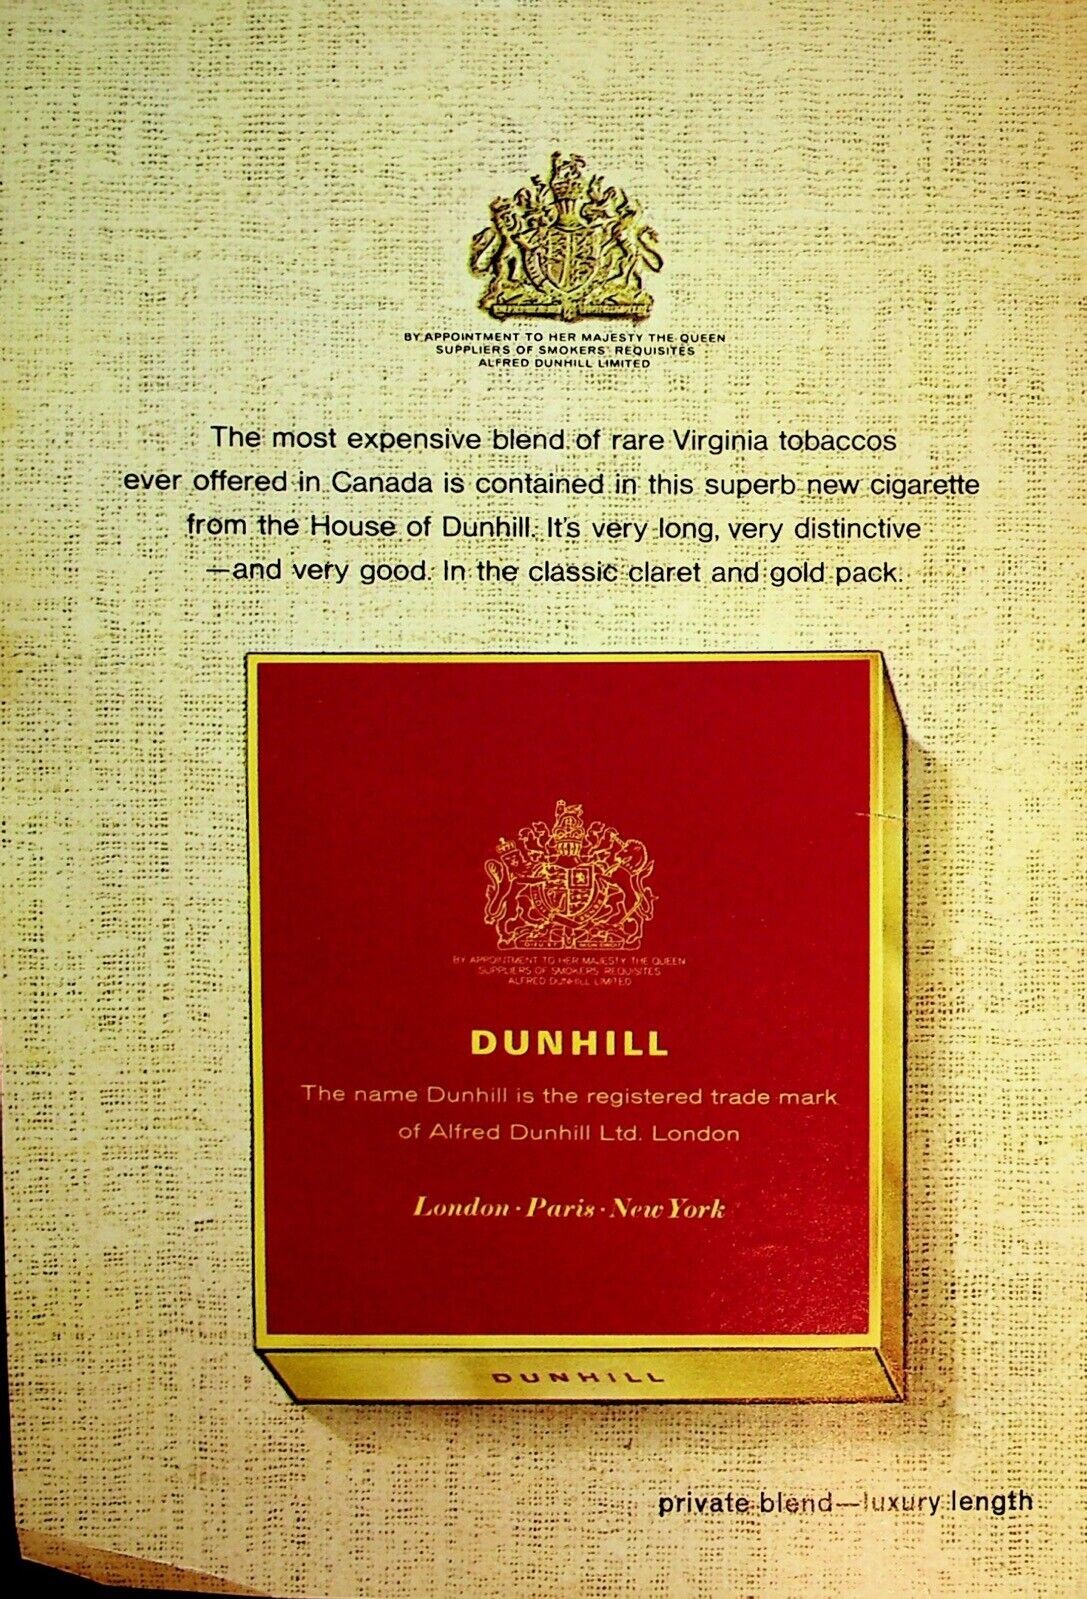 BY APPOINTMENT TO HER MAJESTY THE QUEEN
SUPPLIERS OF SMOKERS' REQUISITES
ALFRED DUNHILL LIMITED
The most expensive blend of rare Virginia tobaccos
ever offered in Canada is contained in this superb new cigarette
from the House of Dunhill. It's very long, very distinctive
—and very good. In the classic claret and gold pack.
BY APPOINTMENT TO HER MAJESTY THE QUEEN
SUPPLIERS OF SMOKERS' REQUISITES
ALFRED DUNHILL LIMITED
DUNHILL
The name Dunhill is the registered trade mark
of Alfred Dunhill Ltd. London
London · Paris · New York
DUNHILL
private blend—luxury length